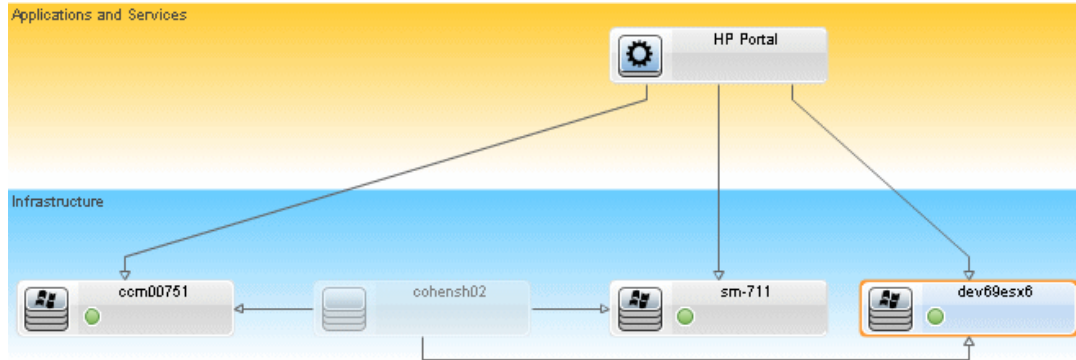 Applications and Services
HP Portal
Infrastructure
ccm00751
cohensh02
sm-711
dev69esx6